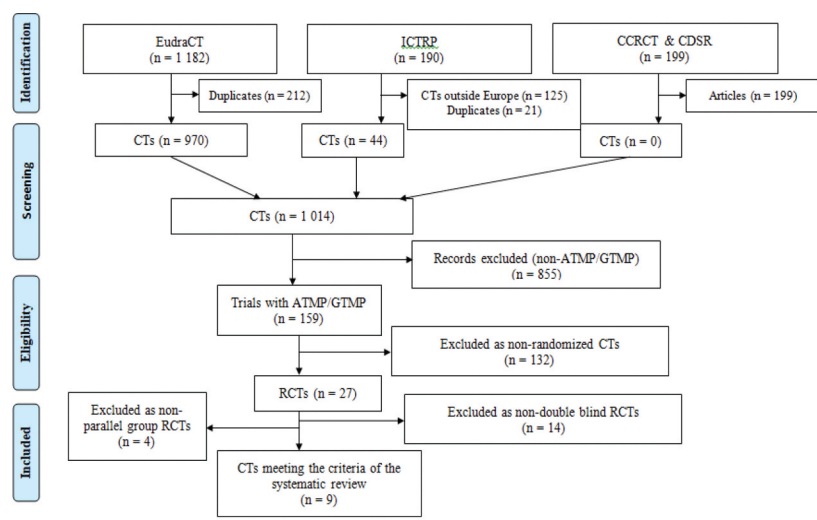 Identification
EudraCT
(n = 1 182)
ICTRP
(n = 190)
CCRCT & CDSR
(n = 199)
Duplicates (n = 212)
CTs outside Europe (n = 125)
Duplicates (n = 21)
Articles (n = 199)
Screening
CTs (n = 970)
CTs (n = 44)
CTs (n = 0)
CTs (n = 1 014)
Records excluded (non-ATMP/GTMP)
n = 855)
Eligibility
Trials with ATMP/GTMP
(n = 159)
Excluded as non-randomized CTs
(n = 132)
RCTs (n = 27)
Included
Excluded as non-
parallel group RCTs
(n = 4)
Excluded as non-double blind RCTs
(n = 14)
CTs meeting the criteria of the
systematic review
(n = 9)